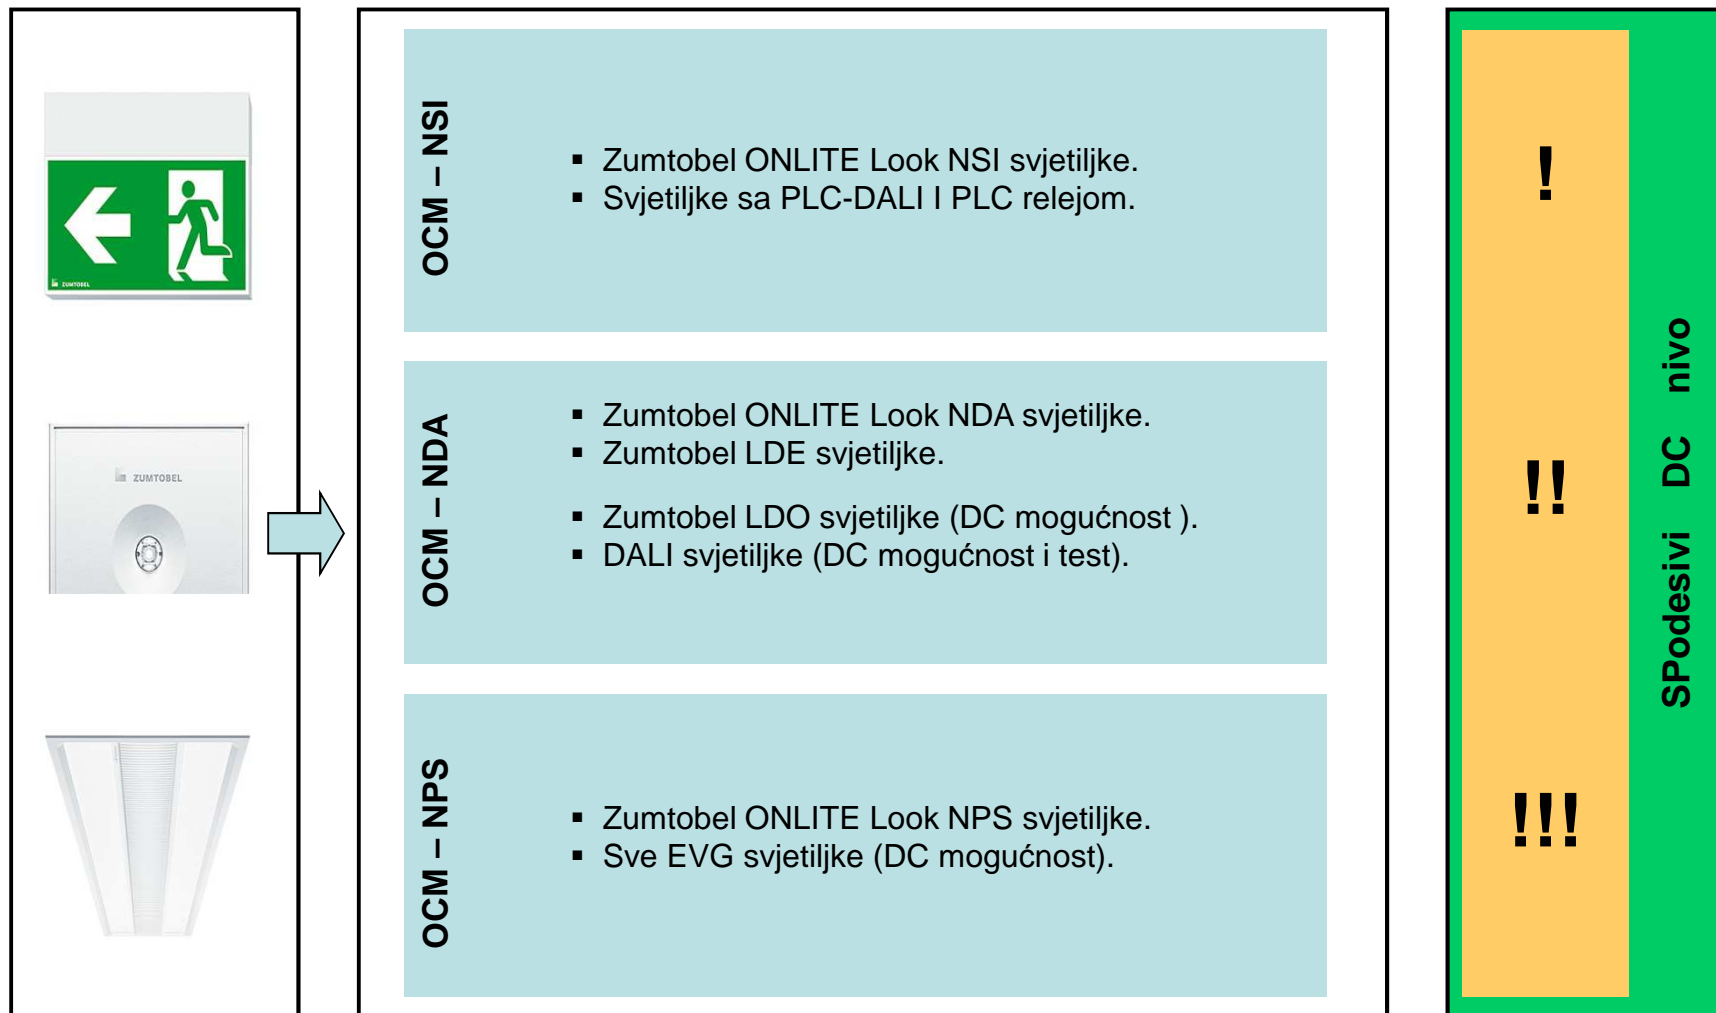 ZUMTOBEL
ZUMTOBEL
OCM – NSI
▪ Zumtobel ONLITE Look NSI svjetiljke.
▪ Svjetiljke sa PLC-DALI I PLC relejom.
OCM – NDA
▪ Zumtobel ONLITE Look NDA svjetiljke.
▪ Zumtobel LDE svjetiljke.
▪ Zumtobel LDO svjetiljke (DC mogućnost ).
▪ DALI svjetiljke (DC mogućnost i test).
OCM – NPS
▪ Zumtobel ONLITE Look NPS svjetiljke.
▪ Sve EVG svjetiljke (DC mogućnost).
!
!!
!!!
SPodesivi DC nivo